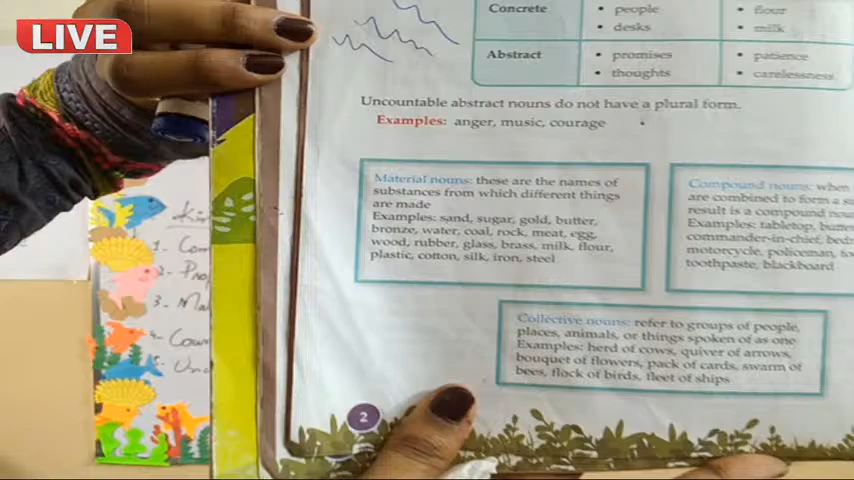 LIVE
Concrete
• people
• flour
• desks
• milk
Abstract
• promises
• patience
• thoughts
• carelessness
Uncountable abstract nouns do not have a plural form.
Examples: anger, music, courage
Material nouns: these are the names of
substances from which different things
are made
Examples: sand, sugar, gold, butter,
bronze, water, coal, rock, meat, egg,
wood, rubber, glass, brass, milk, flour,
plastic, cotton, silk, iron, steel
Compound nouns: when
are combined to form a
result is a compound
Examples: tabletop,
commander-in-chief,
motorcycle, policeman,
toothpaste, blackboard
Collective nouns: refer to groups of people,
places, animals, or things spoken of as one
Examples: herd of cows, quiver of arrows,
bouquet of flowers, pack of cards, swarm of
bees, flock of birds, fleet of ships
2
1.
2.
3.
4.
5.